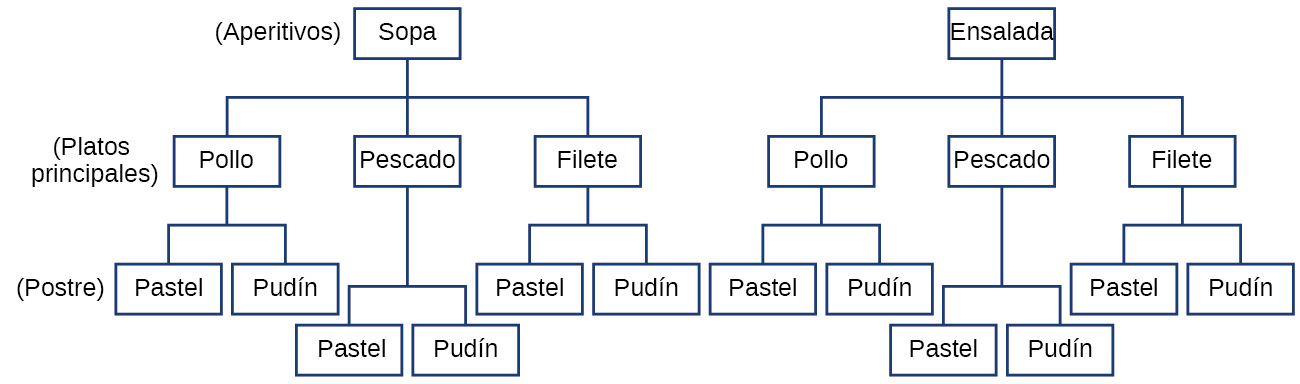 (Aperitivos) Sopa Ensalada
(Platos
principales) Pollo Pescado Filete Pollo Pescado Filete
(Postre) Pastel Pudín Pastel Pudín Pastel Pudín Pastel Pudín
Pastel Pudín Pastel Pudín